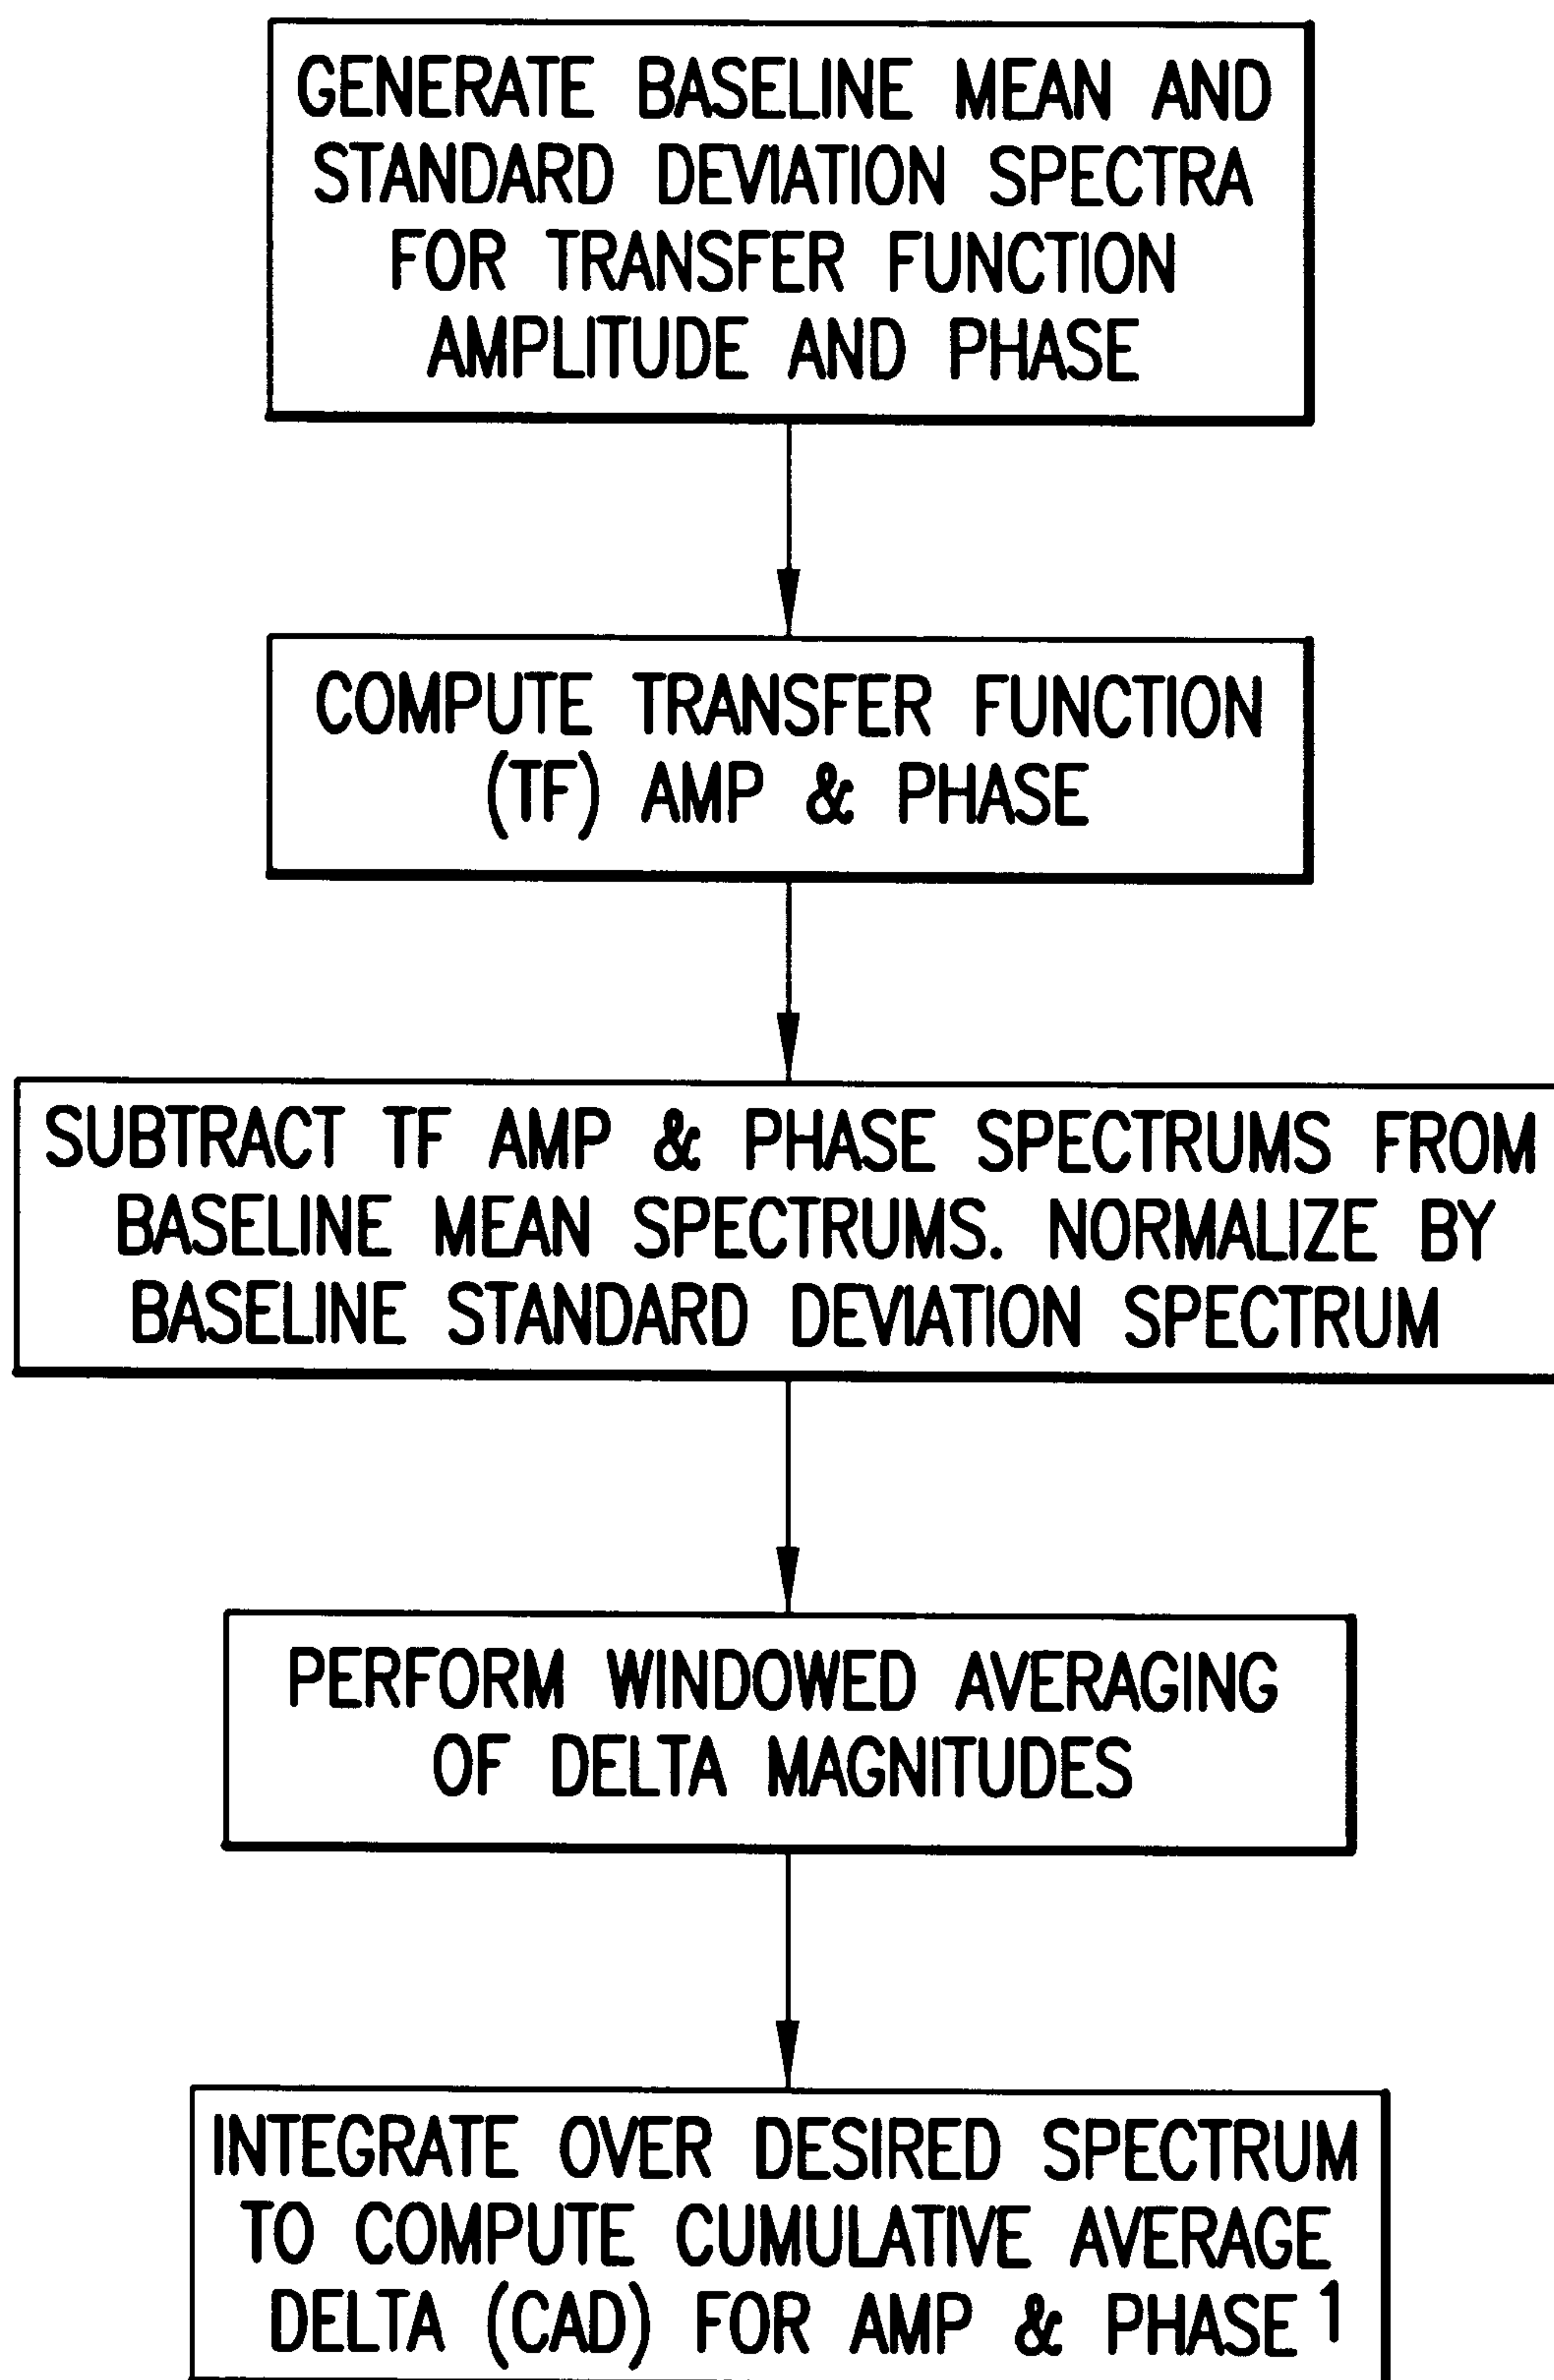 GENERATE BASELINE MEAN AND
STANDARD DEVIATION SPECTRA
FOR TRANSFER FUNCTION
AMPLITUDE AND PHASE
COMPUTE TRANSFER FUNCTION
(TF) AMP & PHASE
SUBTRACT TF AMP & PHASE SPECTRUMS FROM
BASELINE MEAN SPECTRUMS. NORMALIZE BY
BASELINE STANDARD DEVIATION SPECTRUM
PERFORM WINDOWED AVERAGING
OF DELTA MAGNITUDES
INTEGRATE OVER DESIRED SPECTRUM
TO COMPUTE CUMULATIVE AVERAGE
DELTA (CAD) FOR AMP & PHASE 1